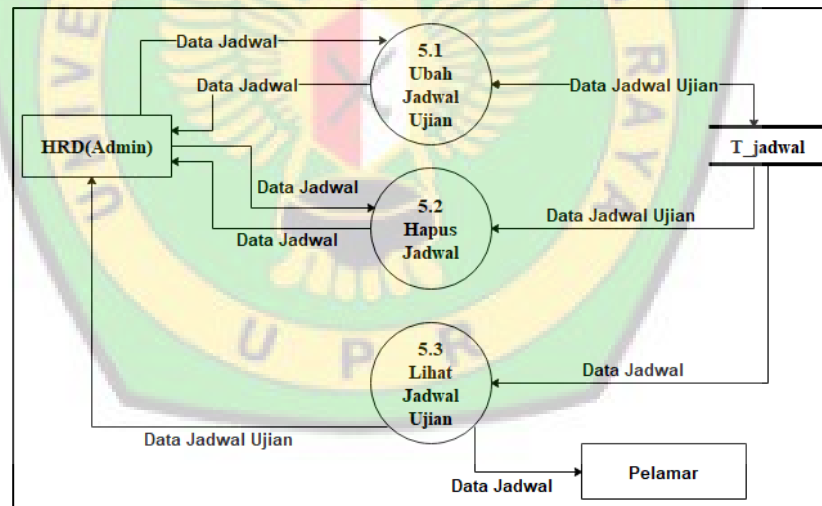 Data Jadwal
5.1
Ubah
Jadwal
Ujian
Data Jadwal
Data Jadwal Ujian
HRD(Admin)
T_jadwal
Data Jadwal
5.2
Hapus
Jadwal
Data Jadwal Ujian
Data Jadwal
5.3
Lihat
Jadwal
Ujian
Data Jadwal
Data Jadwal Ujian
Pelamar
Data Jadwal
UNIVE
RAYA
U P R